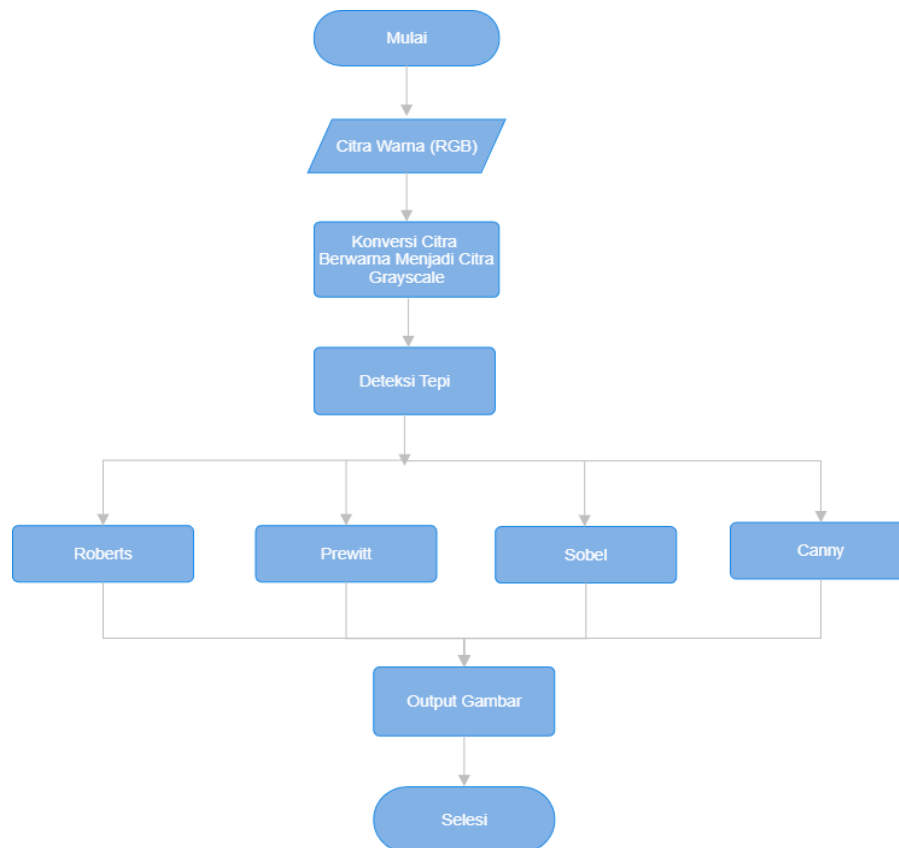 Mulai
Citra Warna (RGB)
Konversi Citra
Berwarna Menjadi Citra
Grayscale
Deteksi Tepi
Roberts
Prewitt
Sobel
Canny
Output Gambar
Selesi